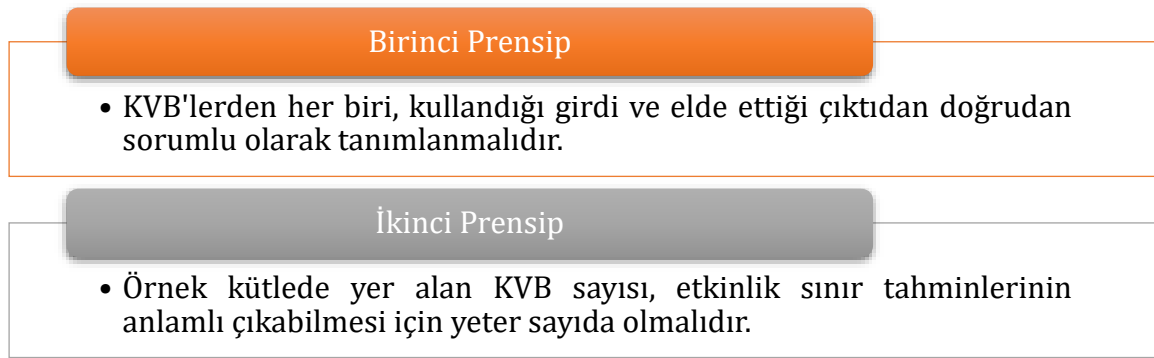 Birinci Prensip
• KVB'lerden her biri, kullandığı girdi ve elde ettiği çıktıdan doğrudan
sorumlu olarak tanımlanmalıdır.
İkinci Prensip
• Örnek kütlede yer alan KVB sayısı, etkinlik sınır tahminlerinin
anlamlı çıkabilmesi için yeter sayıda olmalıdır.